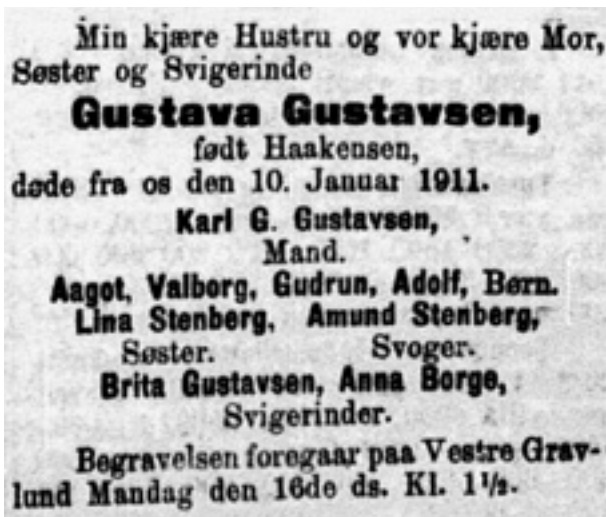 Min kjære Hustru og vor kjære Mor,
Søster og Svigerinde
Gustava Gustavsen,
født Haakensen,
døde fra os den 10. Januar 1911.
Karl G. Gustavsen,
Mand.
Aagot, Valborg, Gudrun, Adolf, Børn.
Lina Stenberg, Amund Stenberg,
Søster. Svoger.
Brita Gustavsen, Anna Borge,
Svigerinder.
Begravelsen foregaar paa Vestre Grav-
lund Mandag den 16de ds. Kl. 1½.